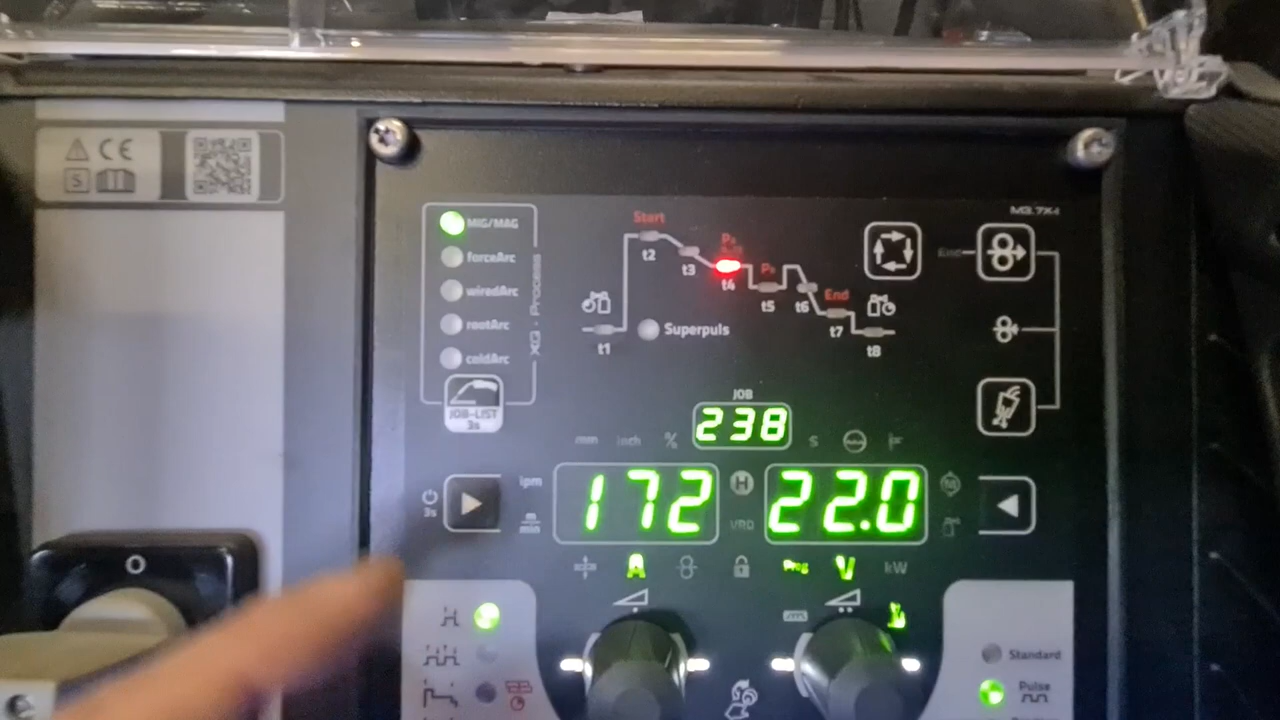 CE
S
M3.7X-I
MIG/MAG
forceArc
wiredArc
rootArc
coldArc
XQ - Process
JOB-LIST
3s
Start
t2
t3
t4
P B
t5
t6
End
t7
t8
t1
Superpuls
End
JOB
238
mm
inch
%
S
ipm
m
min
3s
172
H
VRD
22.0
M
A
Prog
V
kW
O
Standard
Pulse